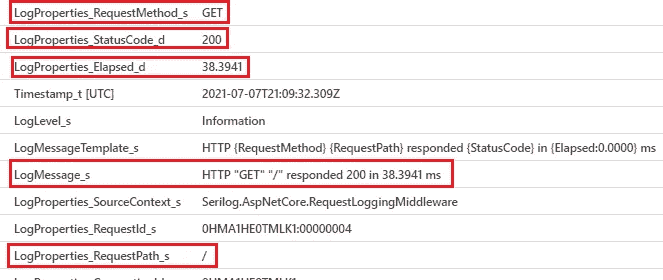 LogProperties_RequestMethod_s GET
LogProperties_StatusCode_d 200
LogProperties_Elapsed_d 38.3941
Timestamp_t [UTC] 2021-07-07T21:09:32.309Z
LogLevel_s Information
LogMessageTemplate_s HTTP {RequestMethod} {RequestPath} responded {StatusCode} in {Elapsed:0.0000} ms
LogMessage_s HTTP "GET" "/" responded 200 in 38.3941 ms
LogProperties_SourceContext_s Serilog.AspNetCore.RequestLoggingMiddleware
LogProperties_RequestId_s 0HMA1HE0TMLK1:00000004
LogProperties_RequestPath_s /